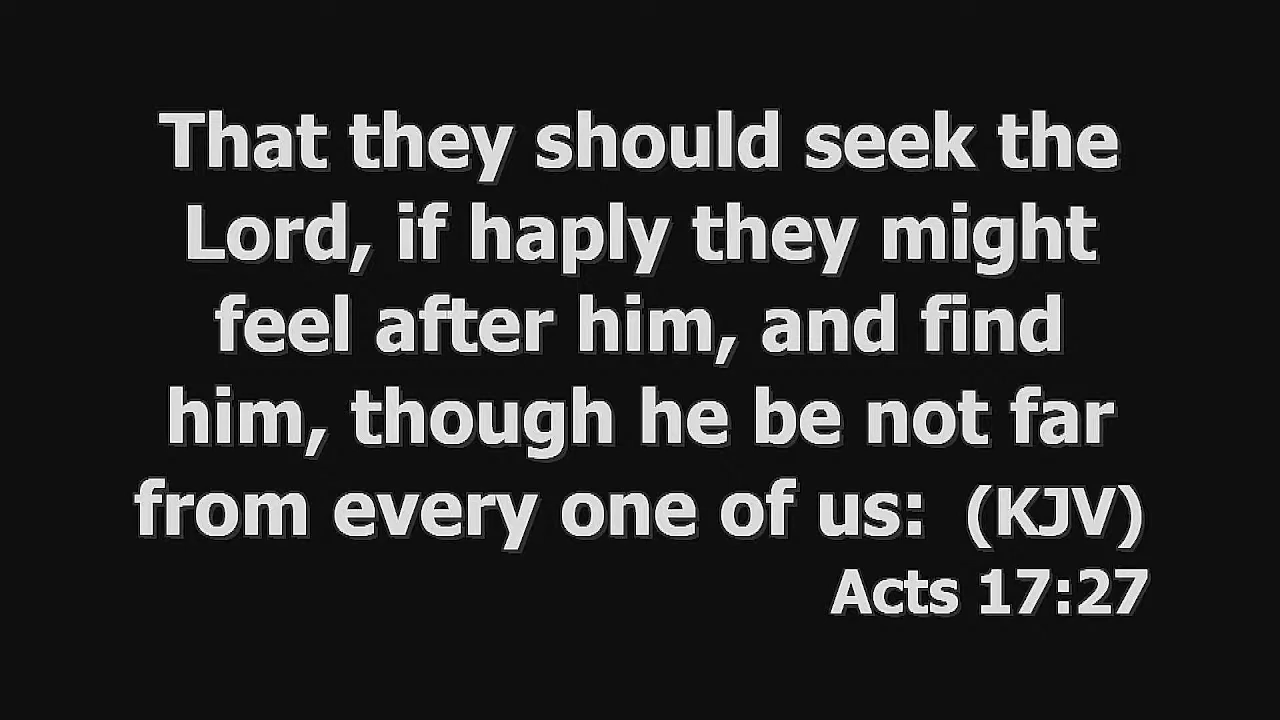 That they should seek the
Lord, if haply they might
feel after him, and find
him, though he be not far
from every one of us:  (KJV)
Acts 17:27